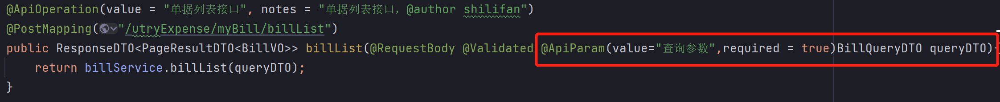 @ApiOperation(value = "单据列表接口", notes = "单据列表接口，@author shilifan")
@PostMapping("/utryExpense/myBill/billList")
public ResponseDTO<PageResultDTO<BillVO>> billList(@RequestBody @Validated @ApiParam(value="查询参数",required = true)BillQueryDTO queryDTO){
    return billService.billList(queryDTO);
}